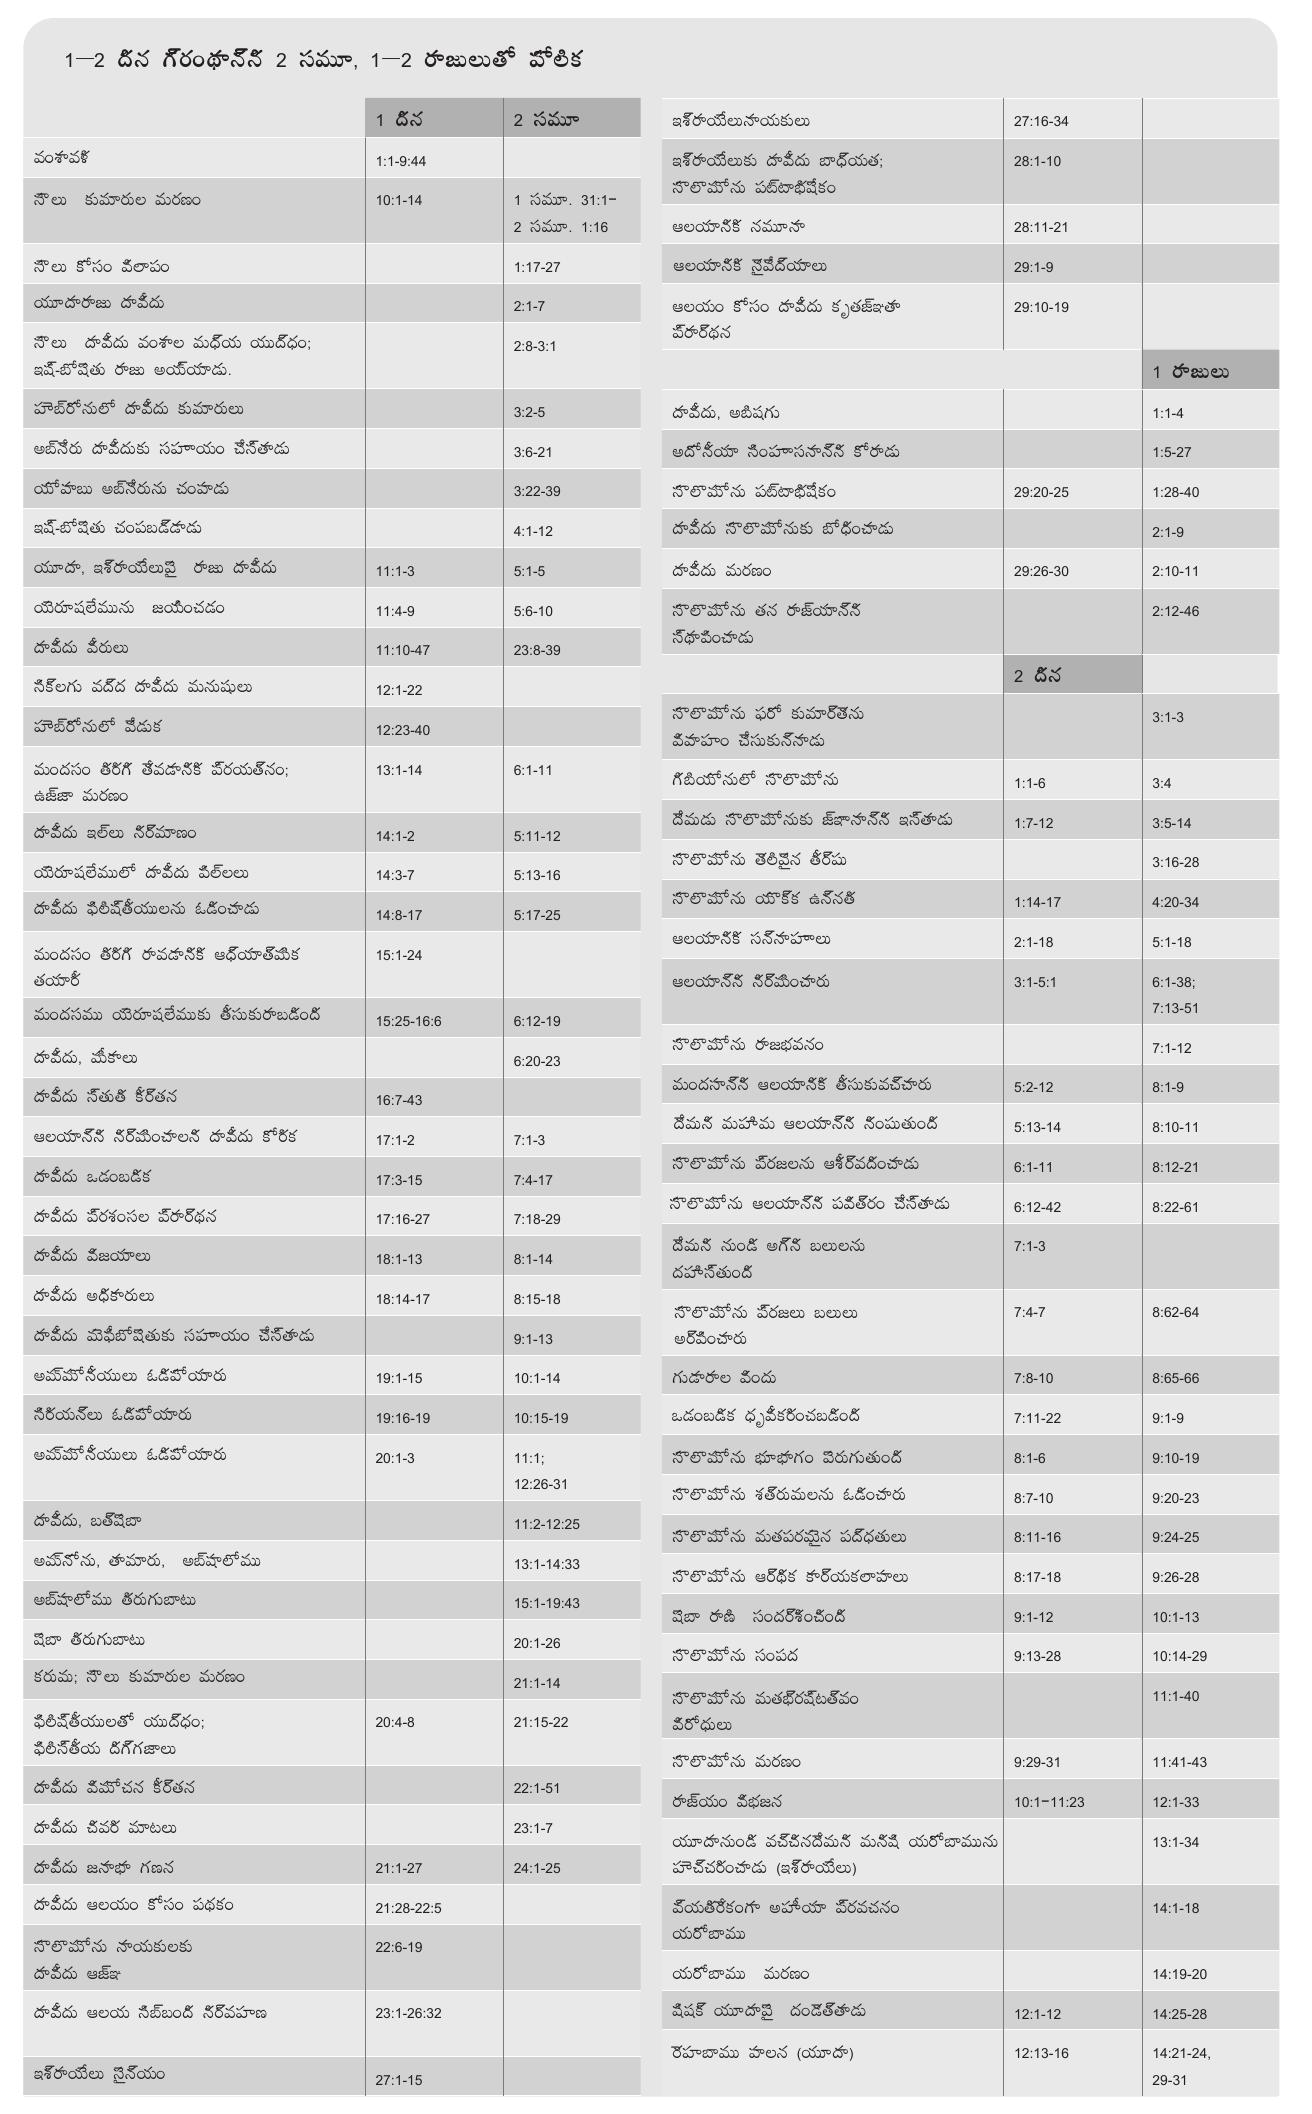 1—2 దిన గ్రంథాన్ని 2 సమూ, 1—2 రాజులుతో పోలిక
1 దిన 2 సమూ
వంశావళి 1:1-9:44
సౌలు కుమారుల మరణం 10:1-14 1 సమూ. 31:1–
2 సమూ. 1:16
సౌలు కోసం విలాపం 1:17-27
యూదారాజు దావీదు 2:1-7
సౌలు దావీదు వంశాల మధ్య యుద్ధం; 2:8-3:1
ఇష్-బోషెతు రాజు అయ్యాడు.
హెబ్రోనులో దావీదు కుమారులు 3:2-5
అబ్నేరు దావీదుకు సహాయం చేస్తాడు 3:6-21
యోవాబు అబ్నేరును చంపాడు 3:22-39
ఇష్-బోషెతు చంపబడ్డాడు 4:1-12
యూదా, ఇశ్రాయేలుపై రాజు దావీదు 11:1-3 5:1-5
యెరూషలేమును జయించడం 11:4-9 5:6-10
దావీదు వీరులు 11:10-47 23:8-39
సిక్లగు వద్ద దావీదు మనుషులు 12:1-22
హెబ్రోనులో వేడుక 12:23-40
మందసం తిరిగి తేవడానికి ప్రయత్నం; 13:1-14 6:1-11
ఉజ్జా మరణం
దావీదు ఇల్లు నిర్మాణం 14:1-2 5:11-12
యెరూషలేములో దావీదు పిల్లలు 14:3-7 5:13-16
దావీదు ఫిలిష్తీయులను ఓడించాడు 14:8-17 5:17-25
మందసం తిరిగి రావడానికి ఆధ్యాత్మిక 15:1-24
తయారీ
మందసము యెరూషలేముకు తీసుకురాబడింది 15:25-16:6 6:12-19
దావీదు, మీకాలు 6:20-23
దావీదు స్తుతి కీర్తన 16:7-43
ఆలయాన్ని నిర్మించాలని దావీదు కోరిక 17:1-2 7:1-3
దావీదు ఒడంబడిక 17:3-15 7:4-17
దావీదు ప్రశంసల ప్రార్థన 17:16-27 7:18-29
దావీదు విజయాలు 18:1-13 8:1-14
దావీదు అధికారులు 18:14-17 8:15-18
దావీదు మెఫీబోషెతుకు సహాయం చేస్తాడు 9:1-13
అమ్మోనీయులు ఓడిపోయారు 19:1-15 10:1-14
సిరియన్లు ఓడిపోయారు 19:16-19 10:15-19
అమ్మోనీయులు ఓడిపోయారు 20:1-3 11:1;
12:26-31
దావీదు, బత్షెబా 11:2-12:25
అమ్నోను, తామారు, అబ్షాలోము 13:1-14:33
అబ్షాలోము తిరుగుబాటు 15:1-19:43
షెబా తిరుగుబాటు 20:1-26
కరువు; సౌలు కుమారుల మరణం 21:1-14
ఫిలిష్తీయులతో యుద్ధం; 20:4-8 21:15-22
ఫిలిస్తీయ దిగ్గజాలు
దావీదు విమోచన కీర్తన 22:1-51
దావీదు చివరి మాటలు 23:1-7
దావీదు జనాభా గణన 21:1-27 24:1-25
దావీదు ఆలయం కోసం పథకం 21:28-22:5
సొలొమోను నాయకులకు 22:6-19
దావీదు ఆజ్ఞ
దావీదు ఆలయ సిబ్బంది నిర్వహణ 23:1-26:32
ఇశ్రాయేలు సైన్యం 27:1-15
ఇశ్రాయేలునాయకులు 27:16-34
ఇశ్రాయేలుకు దావీదు బాధ్యత; 28:1-10
సొలొమోను పట్టాభిషేకం
ఆలయానికి నమూనా 28:11-21
ఆలయానికి నైవేద్యాలు 29:1-9
ఆలయం కోసం దావీదు కృతజ్ఞతా 29:10-19
ప్రార్థన
1 రాజులు
దావీదు, అబిషగు 1:1-4
అదోనీయా సింహాసనాన్ని కోరాడు 1:5-27
సొలొమోను పట్టాభిషేకం 29:20-25 1:28-40
దావీదు సొలొమోనుకు బోధించాడు 2:1-9
దావీదు మరణం 29:26-30 2:10-11
సొలొమోను తన రాజ్యాన్ని 2:12-46
స్థాపించాడు
2 దిన
సొలొమోను ఫరో కుమార్తెను 3:1-3
వివాహం చేసుకున్నాడు
గిబియోనులో సొలొమోను 1:1-6 3:4
దేవుడు సొలొమోనుకు జ్ఞానాన్ని ఇస్తాడు 1:7-12 3:5-14
సొలొమోను తెలివైన తీర్పు 3:16-28
సొలొమోను యొక్క ఉన్నతి 1:14-17 4:20-34
ఆలయానికి సన్నాహాలు 2:1-18 5:1-18
ఆలయాన్ని నిర్మించారు 3:1-5:1 6:1-38;
7:13-51
సొలొమోను రాజభవనం 7:1-12
మందసాన్ని ఆలయానికి తీసుకువచ్చారు 5:2-12 8:1-9
దేవుని మహిమ ఆలయాన్ని నింపుతుంది 5:13-14 8:10-11
సొలొమోను ప్రజలను ఆశీర్వదించాడు 6:1-11 8:12-21
సొలొమోను ఆలయాన్ని పవిత్రం చేస్తాడు 6:12-42 8:22-61
దేవుని నుండి అగ్ని బలులను 7:1-3
దహిస్తుంది
సొలొమోను ప్రజలు బలులు 7:4-7 8:62-64
అర్పించారు
గుడారాల విందు 7:8-10 8:65-66
ఒడంబడిక ధృవీకరించబడింది 7:11-22 9:1-9
సొలొమోను భూభాగం పెరుగుతుంది 8:1-6 9:10-19
సొలొమోను శత్రువులను ఓడించారు 8:7-10 9:20-23
సొలొమోను మతపరమైన పద్ధతులు 8:11-16 9:24-25
సొలొమోను ఆర్థిక కార్యకలాపాలు 8:17-18 9:26-28
షెబా రాణి సందర్శించింది 9:1-12 10:1-13
సొలొమోను సంపద 9:13-28 10:14-29
సొలొమోను మతభ్రష్టత్వం 11:1-40
విరోధులు
సొలొమోను మరణం 9:29-31 11:41-43
రాజ్యం విభజన 10:1–11:23 12:1-33
యూదానుండి వచ్చినదేవుని మనిషి యరోబామును 13:1-34
హెచ్చరించాడు (ఇశ్రాయేలు)
వ్యతిరేకంగా అహీయా ప్రవచనం 14:1-18
యరోబాము
యరోబాము మరణం 14:19-20
షిషక్ యూదాపై దండెత్తాడు 12:1-12 14:25-28
రెహబాము పాలన (యూదా) 12:13-16 14:21-24,
29-31